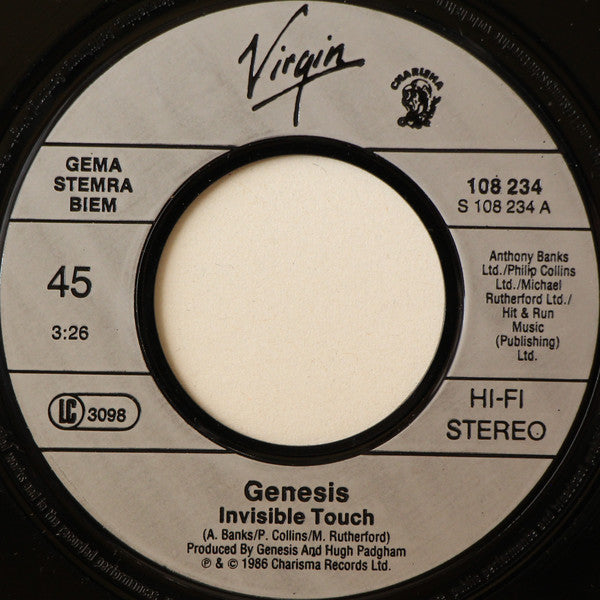 Virgin
CHARISMA
GEMA
STEMRA
BIEM
108 234
S 108 234 A
45
3:26
Anthony Banks
Ltd./Philip Collins
Ltd./Michael
Rutherford Ltd./
Hit & Run
Music
(Publishing)
Ltd.
LC 3098
HI-FI
STEREO
Genesis
Invisible Touch
(A. Banks/P. Collins/M. Rutherford)
Produced By Genesis And Hugh Padgham
℗ & © 1986 Charisma Records Ltd.